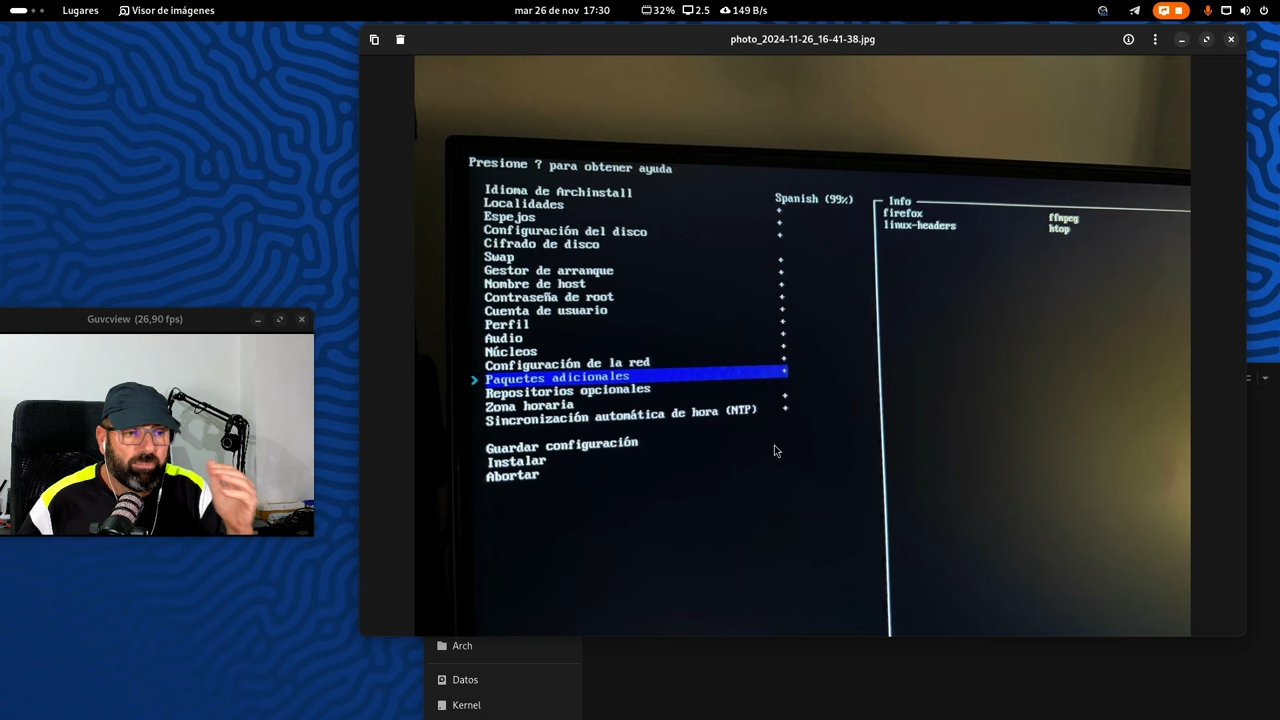 Lugares
Visor de imágenes
mar 26 de nov 17:30
32% 2.5 149 B/s
photo_2024-11-26_16-41-38.jpg
Guvcview (26,90 fps)
Presione ? para obtener ayuda
Idioma de Archinstall Spanish (99%)
Localidades +
Espejos +
Configuración del disco +
Cifrado de disco
Swap +
Gestor de arranque +
Nombre de host +
Contraseña de root +
Cuenta de usuario +
Perfil +
Audio +
Núcleos +
Configuración de la red +
> Paquetes adicionales +
Repositorios opcionales
Zona horaria +
Sincronización automática de hora (NTP) +
Guardar configuración
Instalar
Abortar
Info
firefox ffmpeg
linux-headers htop
Arch
Datos
Kernel